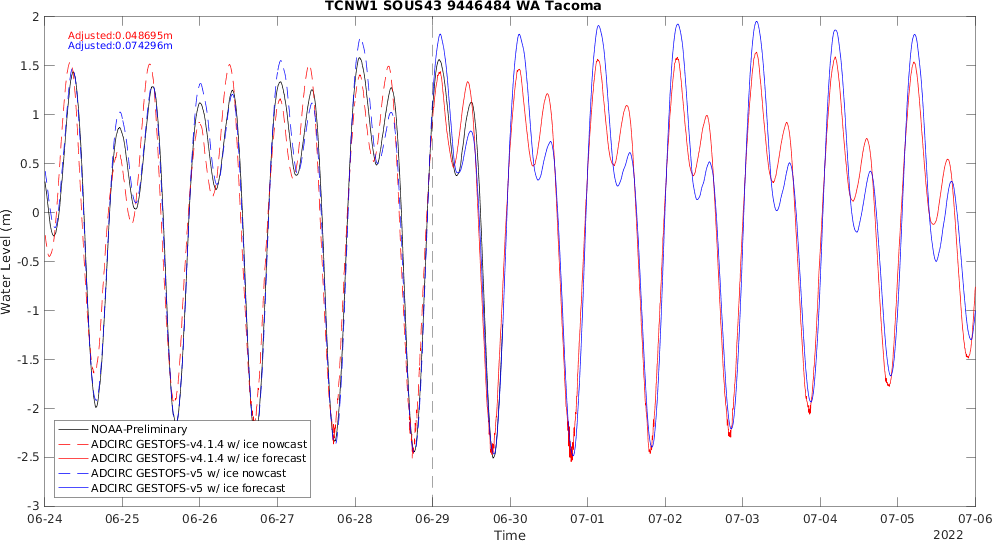 TCNW1 SOUS43 9446484 WA Tacoma
Adjusted:0.048695m
Adjusted:0.074296m
2
1.5
1
0.5
0
-0.5
-1
-1.5
-2
-2.5
-3
Water Level (m)
NOAA-Preliminary
ADCIRC GESTOFS-v4.1.4 w/ ice nowcast
ADCIRC GESTOFS-v4.1.4 w/ ice forecast
ADCIRC GESTOFS-v5 w/ ice nowcast
ADCIRC GESTOFS-v5 w/ ice forecast
06-24 06-25 06-26 06-27 06-28 06-29 06-30 07-01 07-02 07-03 07-04 07-05 07-06
Time
2022